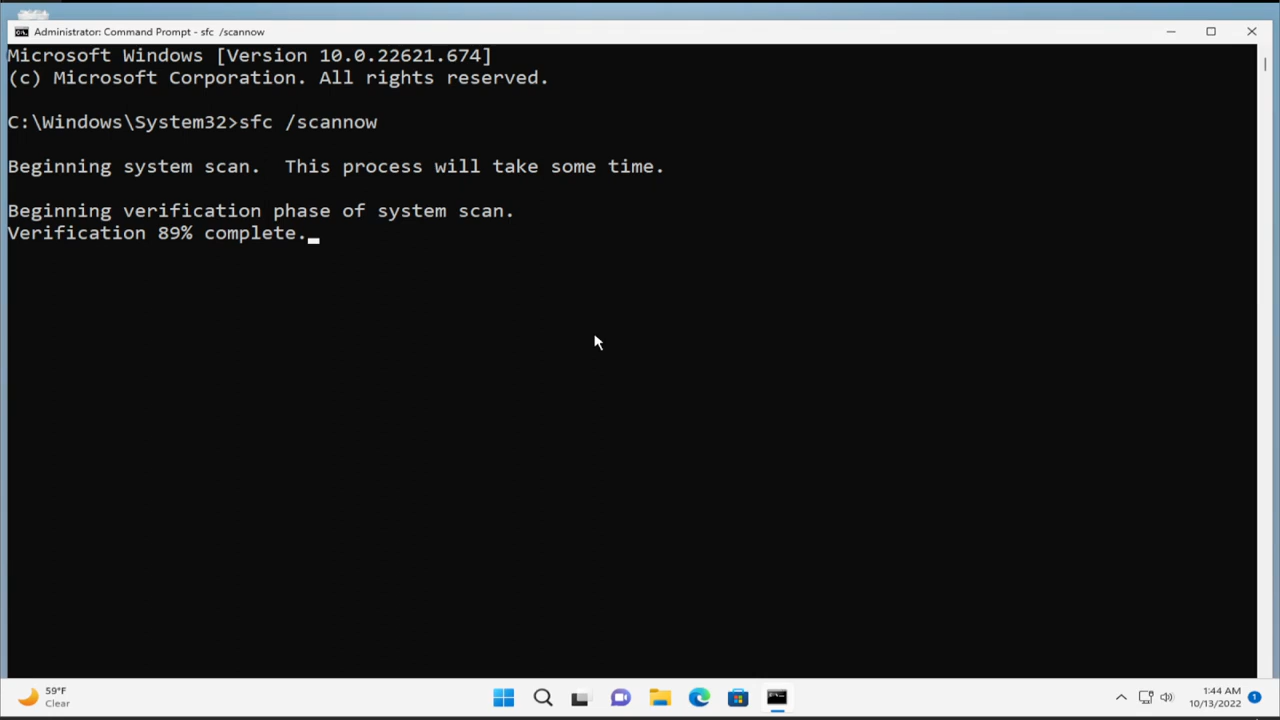 Administrator: Command Prompt - sfc  /scannow
Microsoft Windows [Version 10.0.22621.674]
(c) Microsoft Corporation. All rights reserved.
C:\Windows\System32>sfc /scannow
Beginning system scan.  This process will take some time.
Beginning verification phase of system scan.
Verification 89% complete.
59°F
Clear
1:44 AM
10/13/2022
1